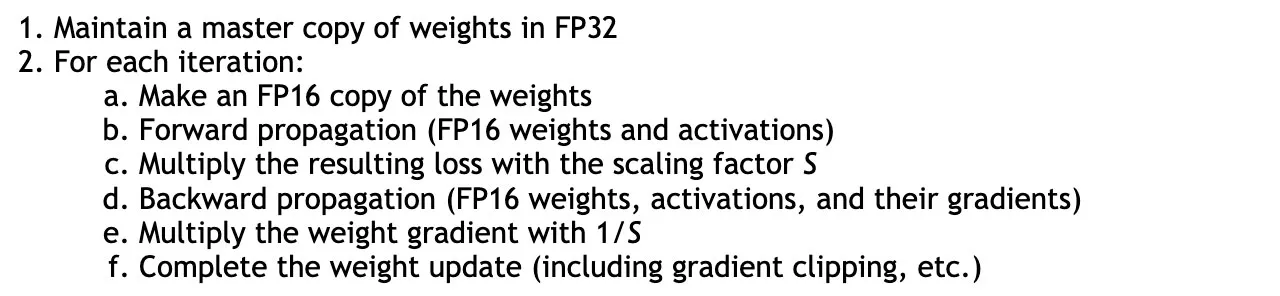 1. Maintain a master copy of weights in FP32
2. For each iteration:
a. Make an FP16 copy of the weights
b. Forward propagation (FP16 weights and activations)
c. Multiply the resulting loss with the scaling factor S
d. Backward propagation (FP16 weights, activations, and their gradients)
e. Multiply the weight gradient with 1/S
f. Complete the weight update (including gradient clipping, etc.)